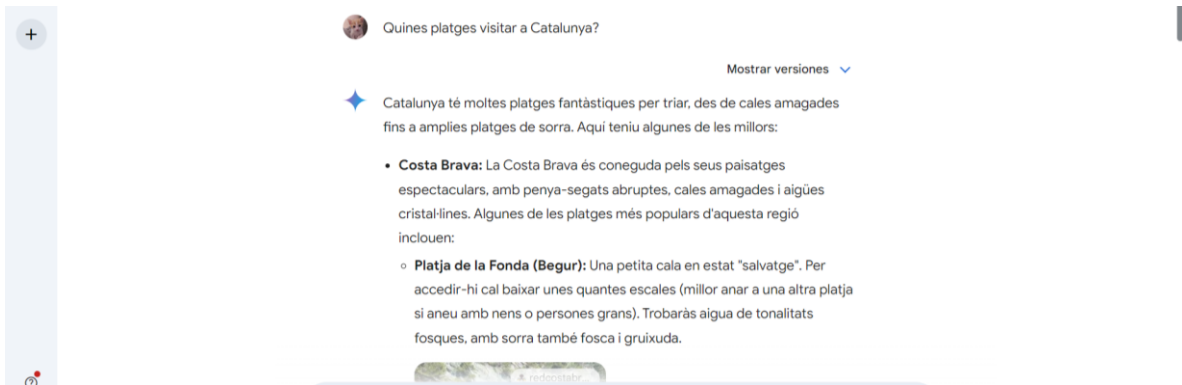 Quines platges visitar a Catalunya?
Mostrar versiones
Catalunya té moltes platges fantàstiques per triar, des de cales amagades
fins a amplies platges de sorra. Aquí teniu algunes de les millors:
• Costa Brava: La Costa Brava és coneguda pels seus paisatges
espectaculars, amb penya-segats abruptes, cales amagades i aigües
cristal·lines. Algunes de les platges més populars d'aquesta regió
inclouen:
◦ Platja de la Fonda (Begur): Una petita cala en estat "salvatge". Per
accedir-hi cal baixar unes quantes escales (millor anar a una altra platja
si aneu amb nens o persones grans). Trobaràs aigua de tonalitats
fosques, amb sorra també fosca i gruixuda.
redcostabr...